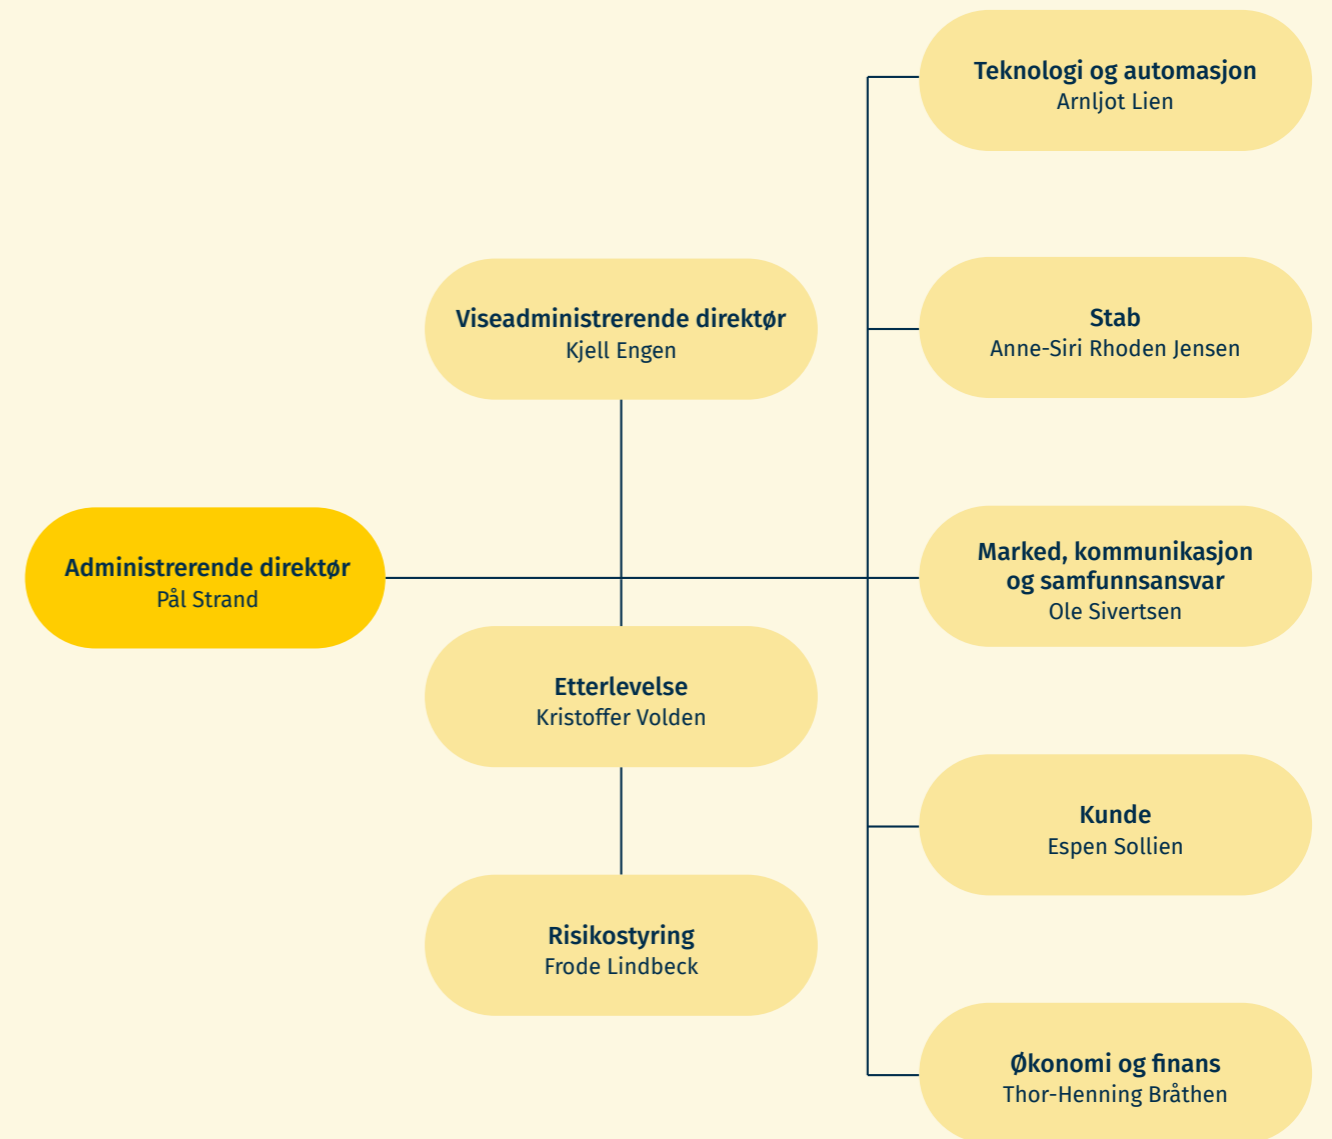 Administrerende direktør
Pål Strand
Viseadministrerende direktør
Kjell Engen
Etterlevelse
Kristoffer Volden
Risikostyring
Frode Lindbeck
Teknologi og automasjon
Arnljot Lien
Stab
Anne-Siri Rhoden Jensen
Marked, kommunikasjon
og samfunnsansvar
Ole Sivertsen
Kunde
Espen Sollien
Økonomi og finans
Thor-Henning Bråthen